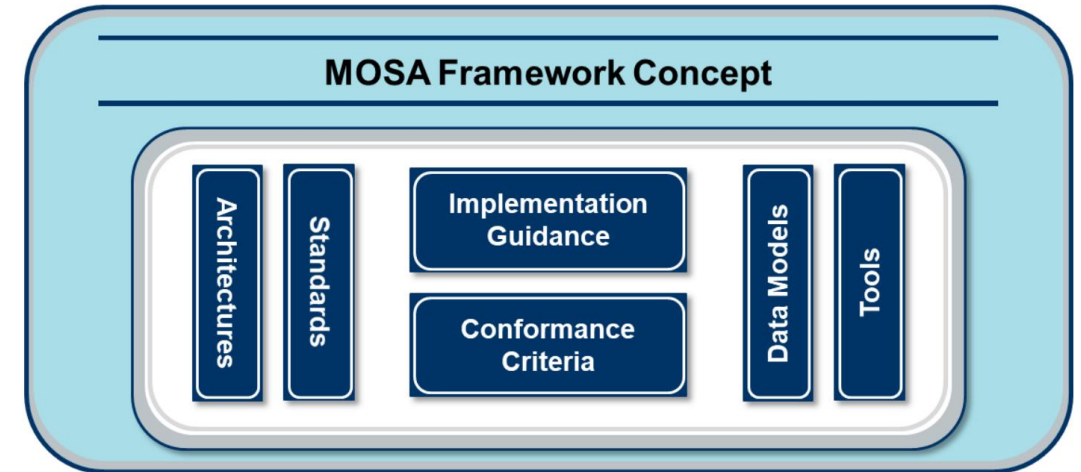 MOSA Framework Concept
Architectures
Standards
Implementation
Guidance
Conformance
Criteria
Data Models
Tools